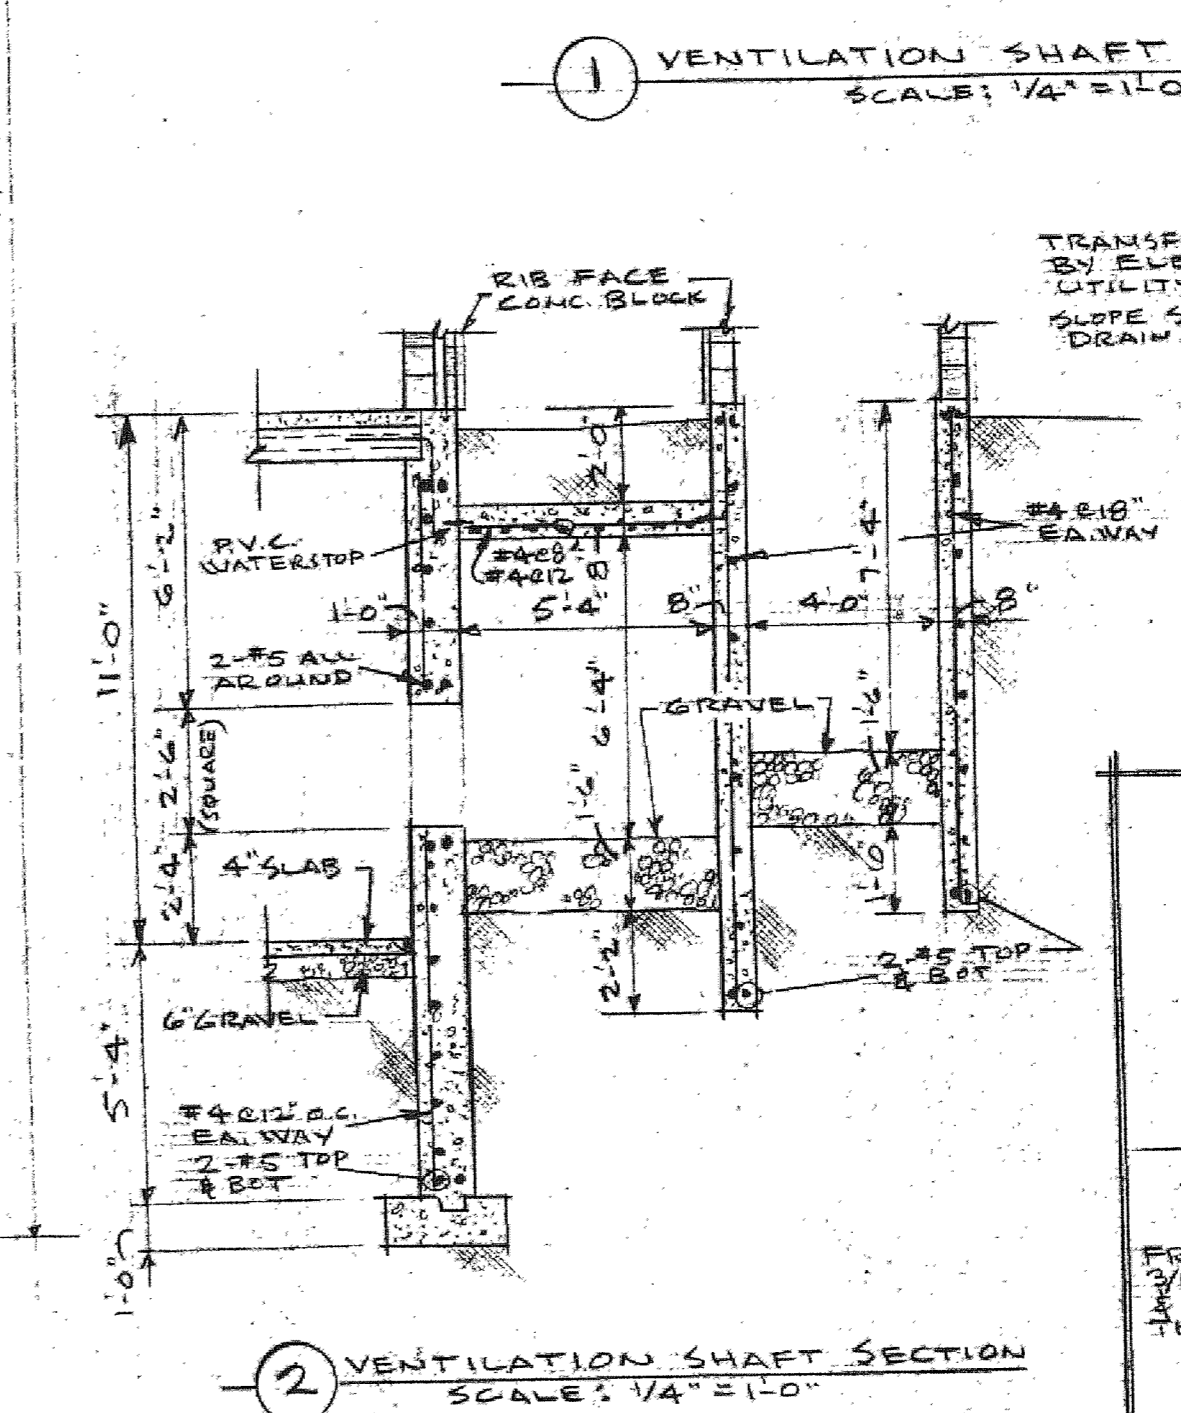 1 VENTILATION SHAFT
SCALE: 1/4" = 1'-0
TRANSF
BY ELE
UTILITY
SLOPE S
DRAIN
RIB FACE
CONC. BLOCK
2'-0"
#4@18"
EA. WAY
P.V.C.
WATERSTOP
#4@8
#4@12
8"
6'-2"
7'-4"
1'-0"
5'-4"
8"
4'-0"
8"
11'-0"
2-#5 ALL
AROUND
6'-4"
GRAVEL
1'-6"
2'-6"
(SQUARE)
1'-6"
2'-4"
4" SLAB
1'-0"
2'-2"
2-#5 TOP
& BOT
6" GRAVEL
5'-4"
#4@12" O.C.
EA. WAY
2-#5 TOP
& BOT
1'-0"
2 VENTILATION SHAFT SECTION
SCALE: 1/4" = 1'-0"